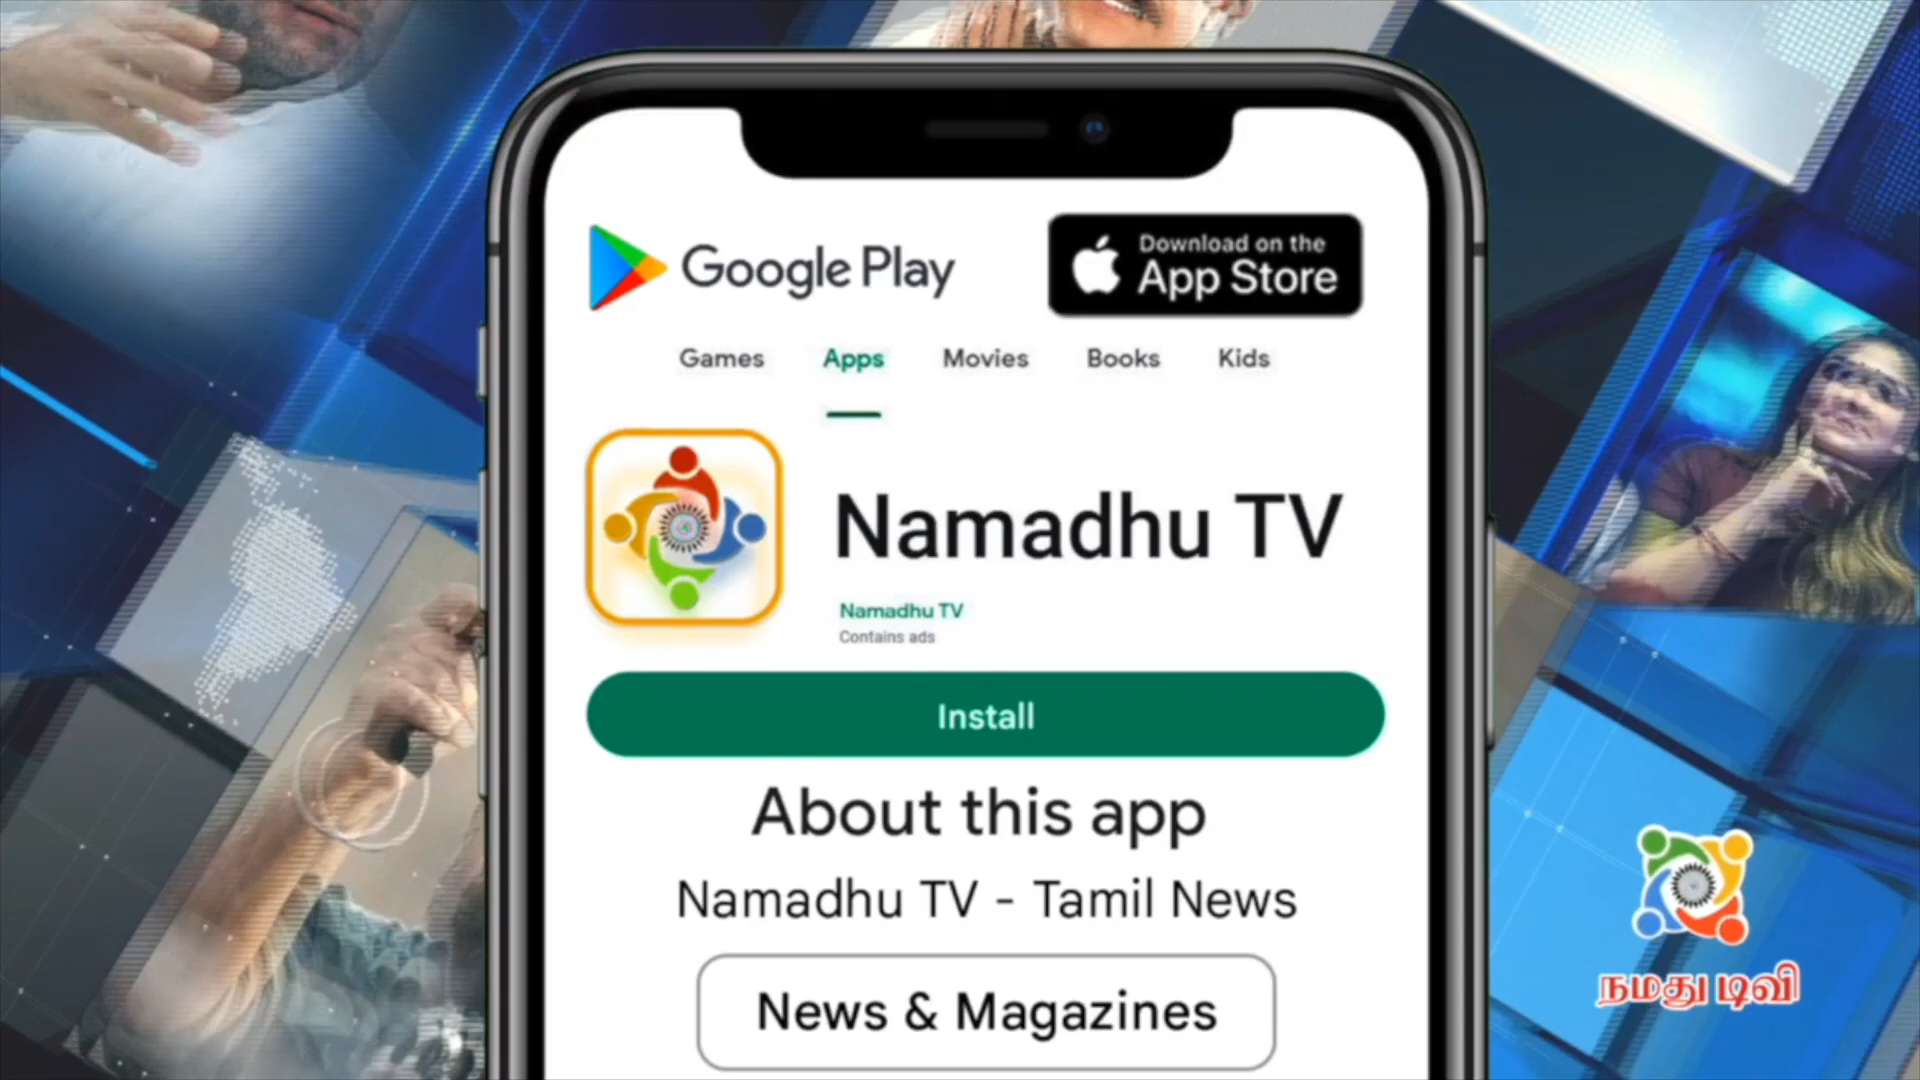 Google Play
Download on the
App Store
Games Apps Movies Books Kids
Namadhu TV
Namadhu TV
Contains ads
Install
About this app
Namadhu TV - Tamil News
News & Magazines
நமது டிவி